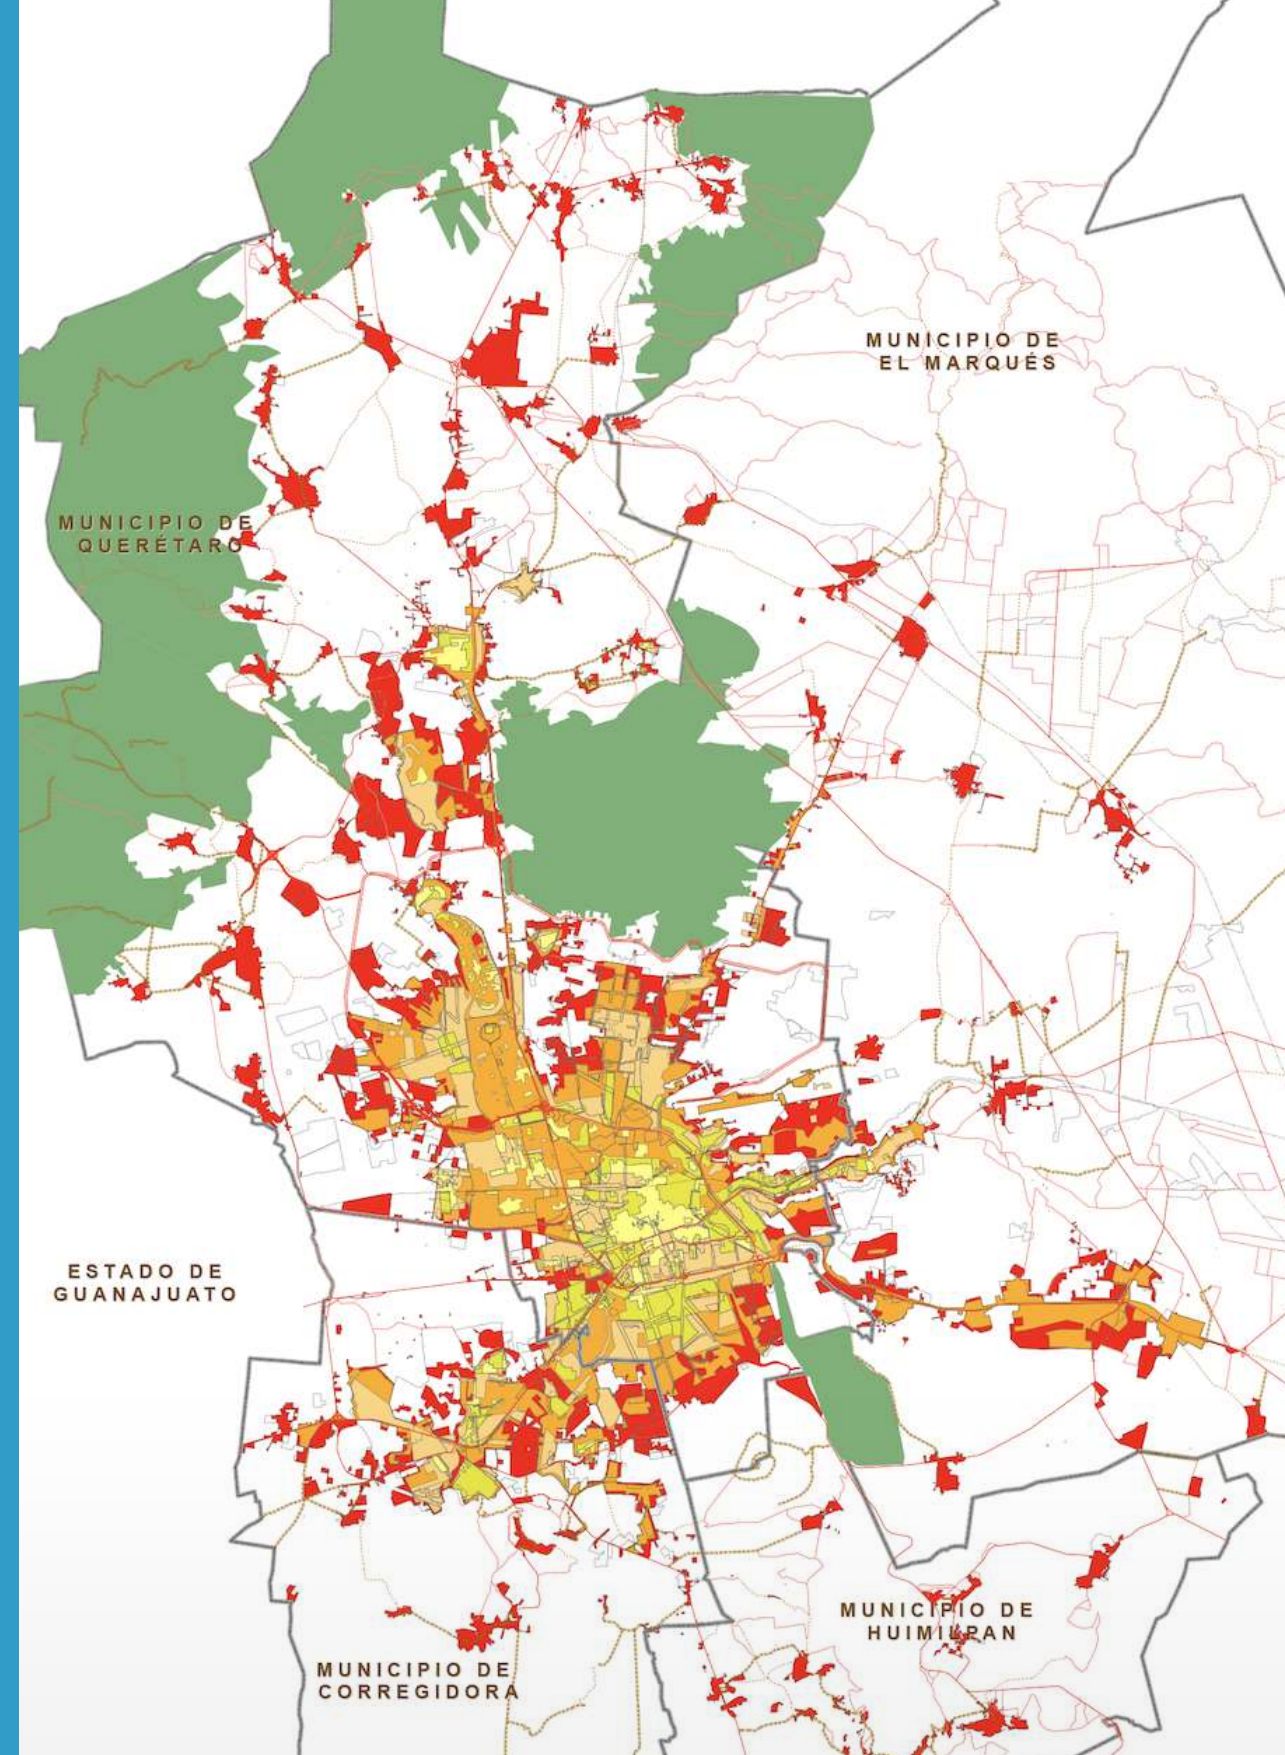 MUNICIPIO DE
EL MARQUÉS
MUNICIPIO DE
QUERÉTARO
ESTADO DE
GUANAJUATO
MUNICIPIO DE
HUIMILPAN
MUNICIPIO DE
CORREGIDORA